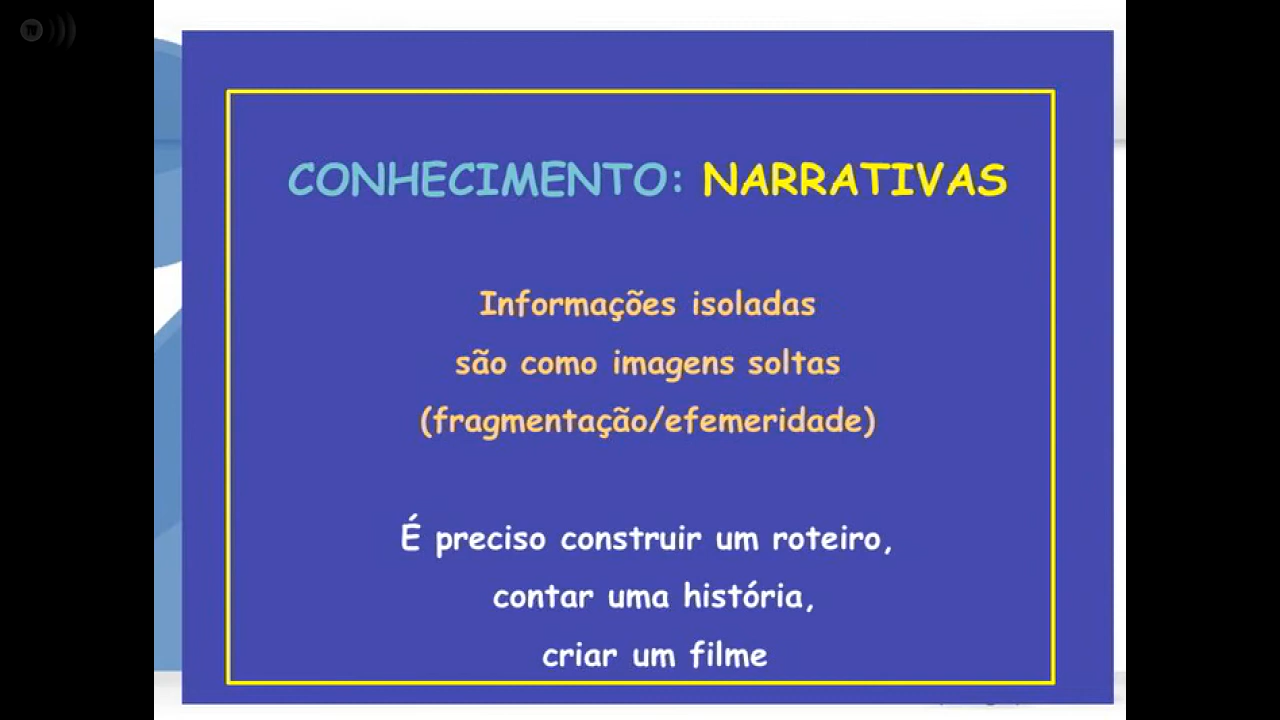 CONHECIMENTO: NARRATIVAS
Informações isoladas
são como imagens soltas
(fragmentação/efemeridade)
É preciso construir um roteiro,
contar uma história,
criar um filme